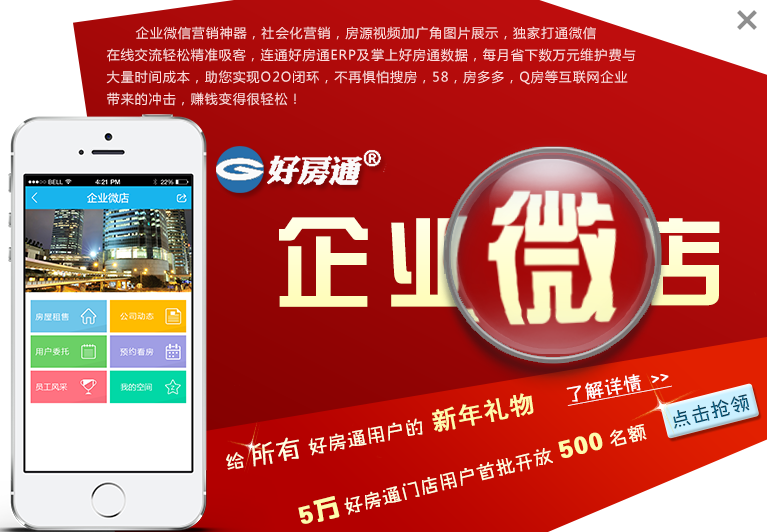 企业微信营销神器，社会化营销，房源视频加广角图片展示，独家打通微信
在线交流轻松精准吸客，连通好房通ERP及掌上好房通数据，每月省下数万元维护费与
大量时间成本，助您实现O2O闭环，不再惧怕搜房，58，房多多，Q房等互联网企业
带来的冲击，赚钱变得很轻松！
好房通®
企业微店
BELL 4:21 PM 22%
企业微店
房屋租售 公司动态
用户委托 预约看房
员工风采 我的空间
了解详情 >>
给所有好房通用户的新年礼物
点击抢领
5万好房通门店用户首批开放500名额